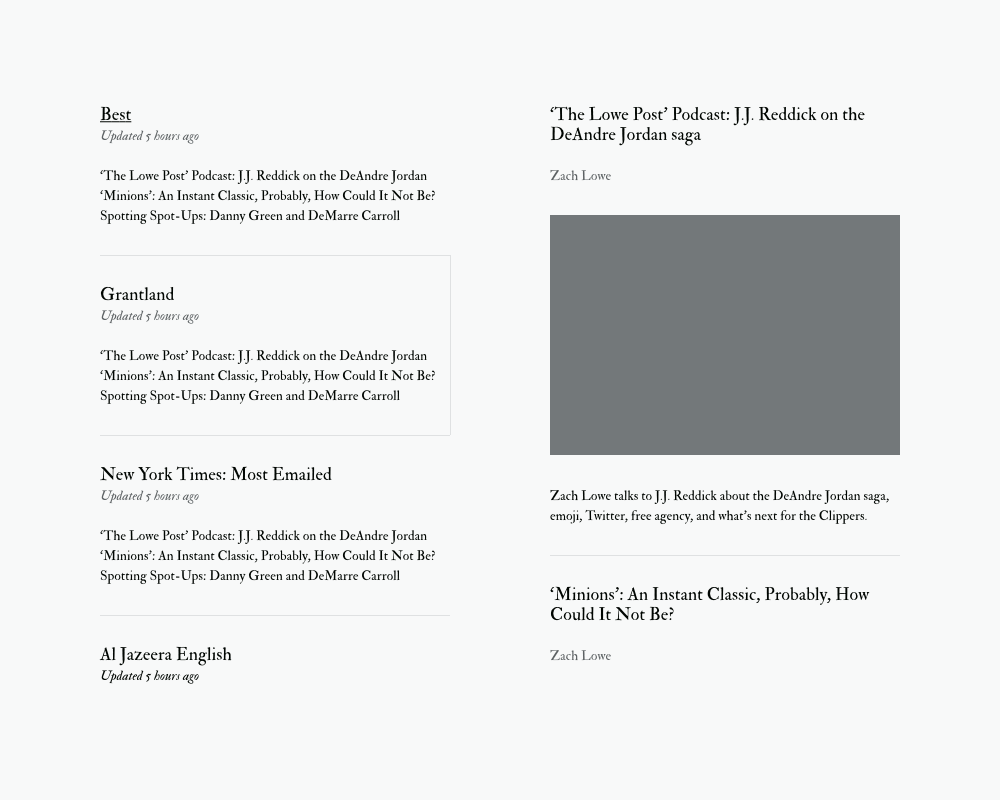 Best
Updated 5 hours ago
‘The Lowe Post’ Podcast: J.J. Reddick on the DeAndre Jordan
‘Minions’: An Instant Classic, Probably, How Could It Not Be?
Spotting Spot-Ups: Danny Green and DeMarre Carroll
Grantland
Updated 5 hours ago
‘The Lowe Post’ Podcast: J.J. Reddick on the DeAndre Jordan
‘Minions’: An Instant Classic, Probably, How Could It Not Be?
Spotting Spot-Ups: Danny Green and DeMarre Carroll
New York Times: Most Emailed
Updated 5 hours ago
‘The Lowe Post’ Podcast: J.J. Reddick on the DeAndre Jordan
‘Minions’: An Instant Classic, Probably, How Could It Not Be?
Spotting Spot-Ups: Danny Green and DeMarre Carroll
Al Jazeera English
Updated 5 hours ago
‘The Lowe Post’ Podcast: J.J. Reddick on the
DeAndre Jordan saga
Zach Lowe
Zach Lowe talks to J.J. Reddick about the DeAndre Jordan saga,
emoji, Twitter, free agency, and what’s next for the Clippers.
‘Minions’: An Instant Classic, Probably, How
Could It Not Be?
Zach Lowe